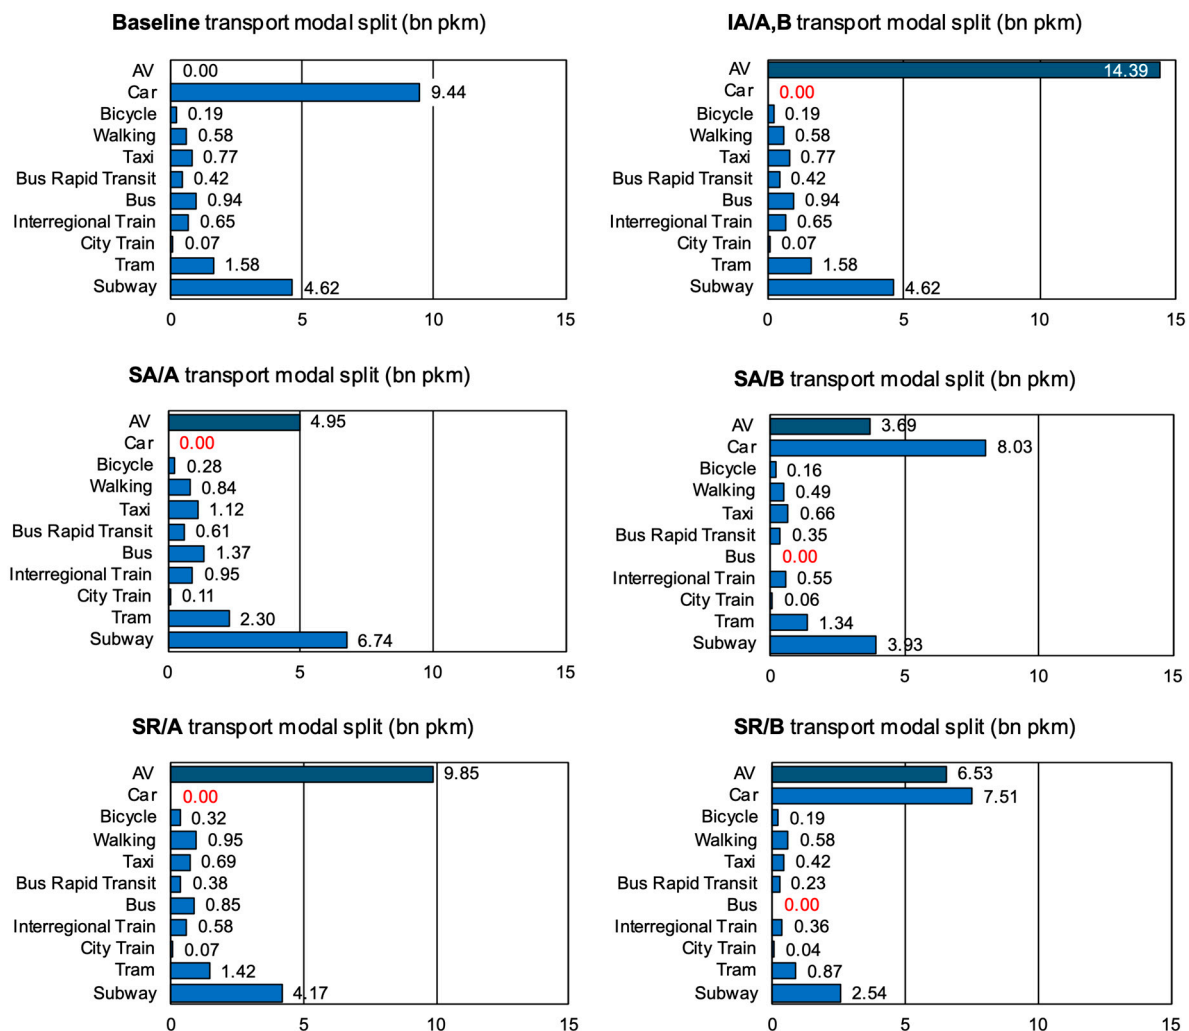 Baseline transport modal split (bn pkm)
AV 0.00
Car 9.44
Bicycle 0.19
Walking 0.58
Taxi 0.77
Bus Rapid Transit 0.42
Bus 0.94
Interregional Train 0.65
City Train 0.07
Tram 1.58
Subway 4.62
0 5 10 15
IA/A,B transport modal split (bn pkm)
AV 14.39
Car 0.00
Bicycle 0.19
Walking 0.58
Taxi 0.77
Bus Rapid Transit 0.42
Bus 0.94
Interregional Train 0.65
City Train 0.07
Tram 1.58
Subway 4.62
0 5 10 15
SA/A transport modal split (bn pkm)
AV 4.95
Car 0.00
Bicycle 0.28
Walking 0.84
Taxi 1.12
Bus Rapid Transit 0.61
Bus 1.37
Interregional Train 0.95
City Train 0.11
Tram 2.30
Subway 6.74
0 5 10 15
SA/B transport modal split (bn pkm)
AV 3.69
Car 8.03
Bicycle 0.16
Walking 0.49
Taxi 0.66
Bus Rapid Transit 0.35
Bus 0.00
Interregional Train 0.55
City Train 0.06
Tram 1.34
Subway 3.93
0 5 10 15
SR/A transport modal split (bn pkm)
AV 9.85
Car 0.00
Bicycle 0.32
Walking 0.95
Taxi 0.69
Bus Rapid Transit 0.38
Bus 0.85
Interregional Train 0.58
City Train 0.07
Tram 1.42
Subway 4.17
0 5 10 15
SR/B transport modal split (bn pkm)
AV 6.53
Car 7.51
Bicycle 0.19
Walking 0.58
Taxi 0.42
Bus Rapid Transit 0.23
Bus 0.00
Interregional Train 0.36
City Train 0.04
Tram 0.87
Subway 2.54
0 5 10 15